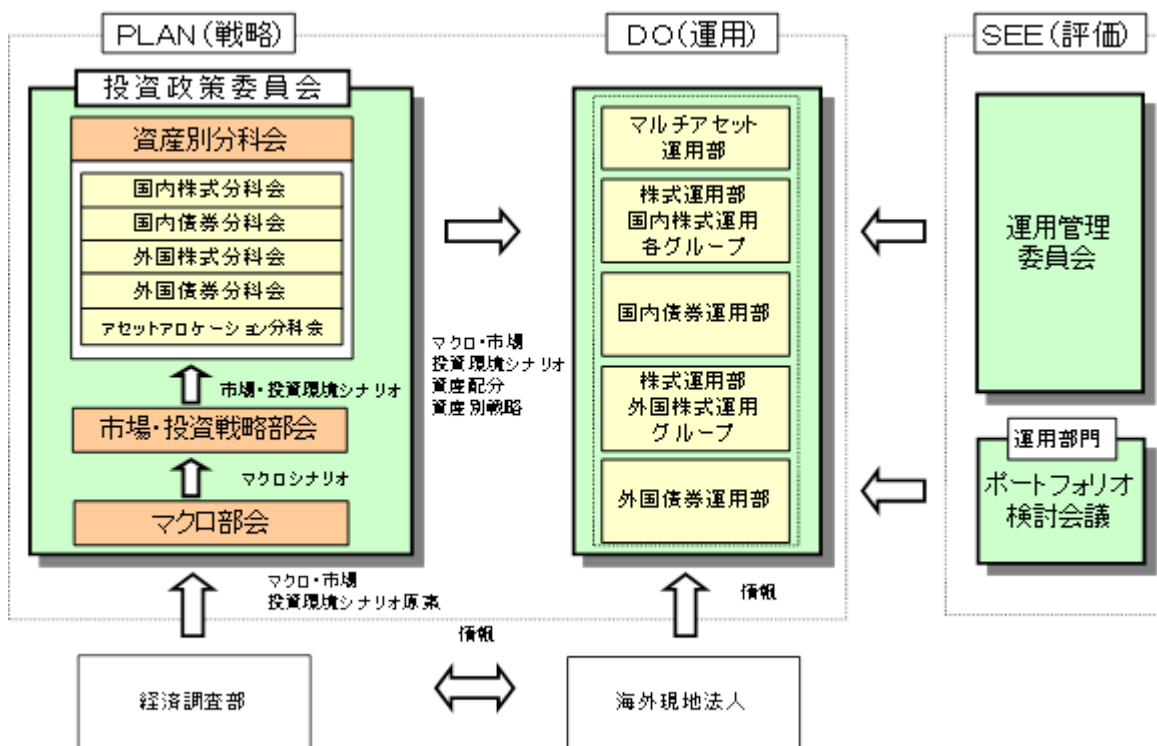 PLAN(戦略)
投資政策委員会
資産別分科会
国内株式分科会
国内債券分科会
外国株式分科会
外国債券分科会
アセットアロケーション分科会
市場・投資環境シナリオ
市場・投資戦略部会
マクロシナリオ
マクロ部会
マクロ・市場
投資環境シナリオ原案
経済調査部
マクロ・市場
投資環境シナリオ
資産配分
資産別戦略
情報
DO(運用)
マルチアセット
運用部
株式運用部
国内株式運用
各グループ
国内債券運用部
株式運用部
外国株式運用
グループ
外国債券運用部
情報
海外現地法人
SEE(評価)
運用管理
委員会
運用部門
ポートフォリオ
検討会議